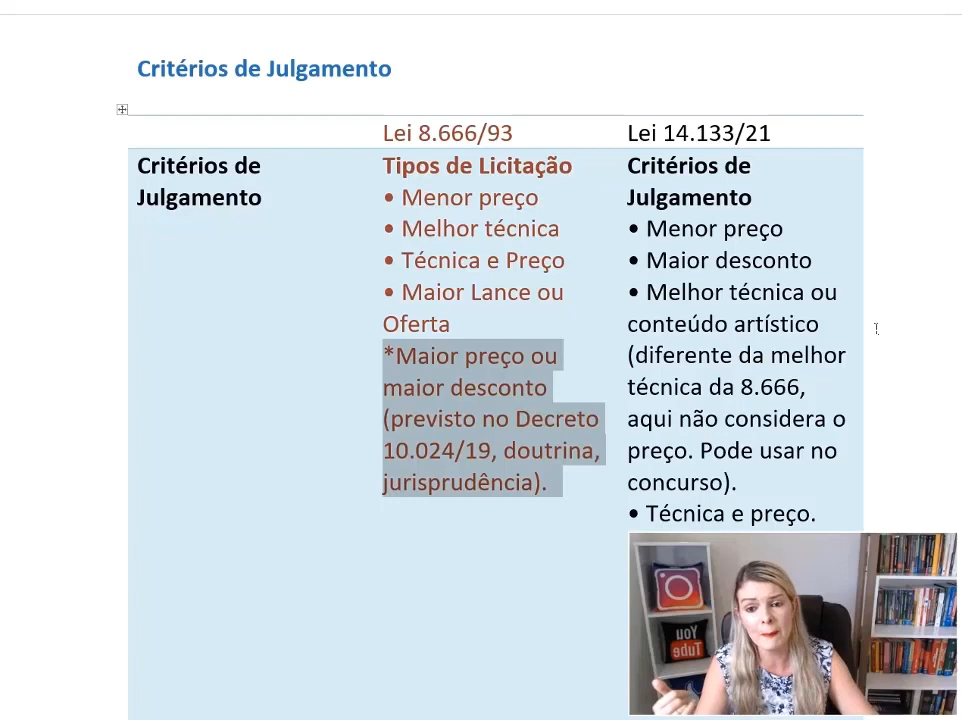 Critérios de Julgamento
Lei 8.666/93
Lei 14.133/21
Critérios de
Julgamento
Tipos de Licitação
• Menor preço
• Melhor técnica
• Técnica e Preço
• Maior Lance ou
Oferta
*Maior preço ou
maior desconto
(previsto no Decreto
10.024/19, doutrina,
jurisprudência).
Critérios de
Julgamento
• Menor preço
• Maior desconto
• Melhor técnica ou
conteúdo artístico
(diferente da melhor
técnica da 8.666,
aqui não considera o
preço. Pode usar no
concurso).
• Técnica e preço.
You
Tube